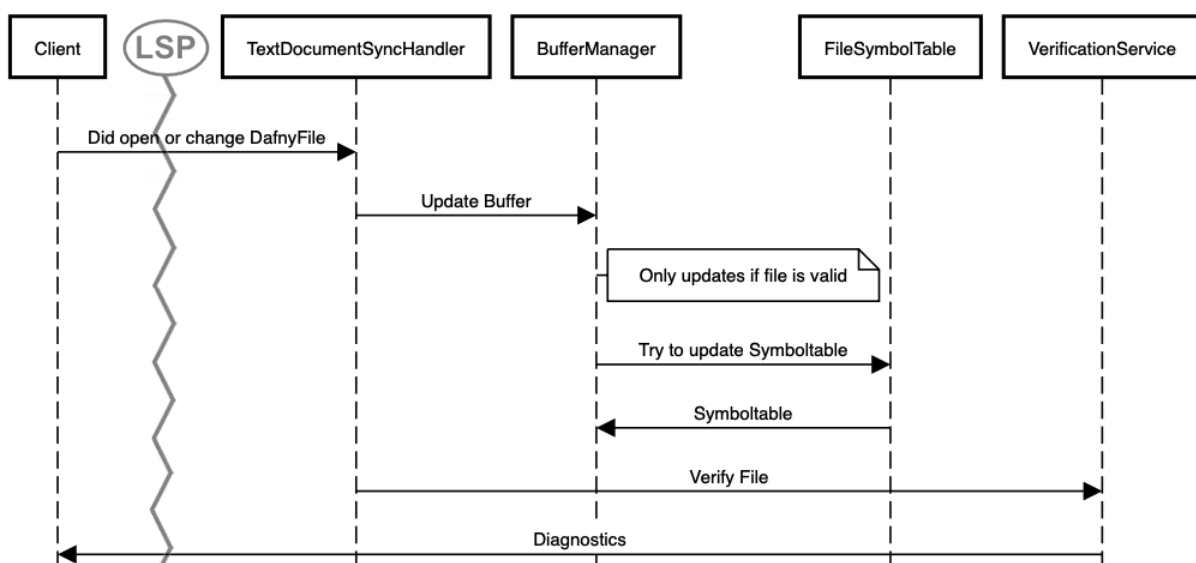 Client
LSP
TextDocumentSyncHandler
BufferManager
FileSymbolTable
VerificationService
Did open or change DafnyFile
Update Buffer
Only updates if file is valid
Try to update Symboltable
Symboltable
Verify File
Diagnostics